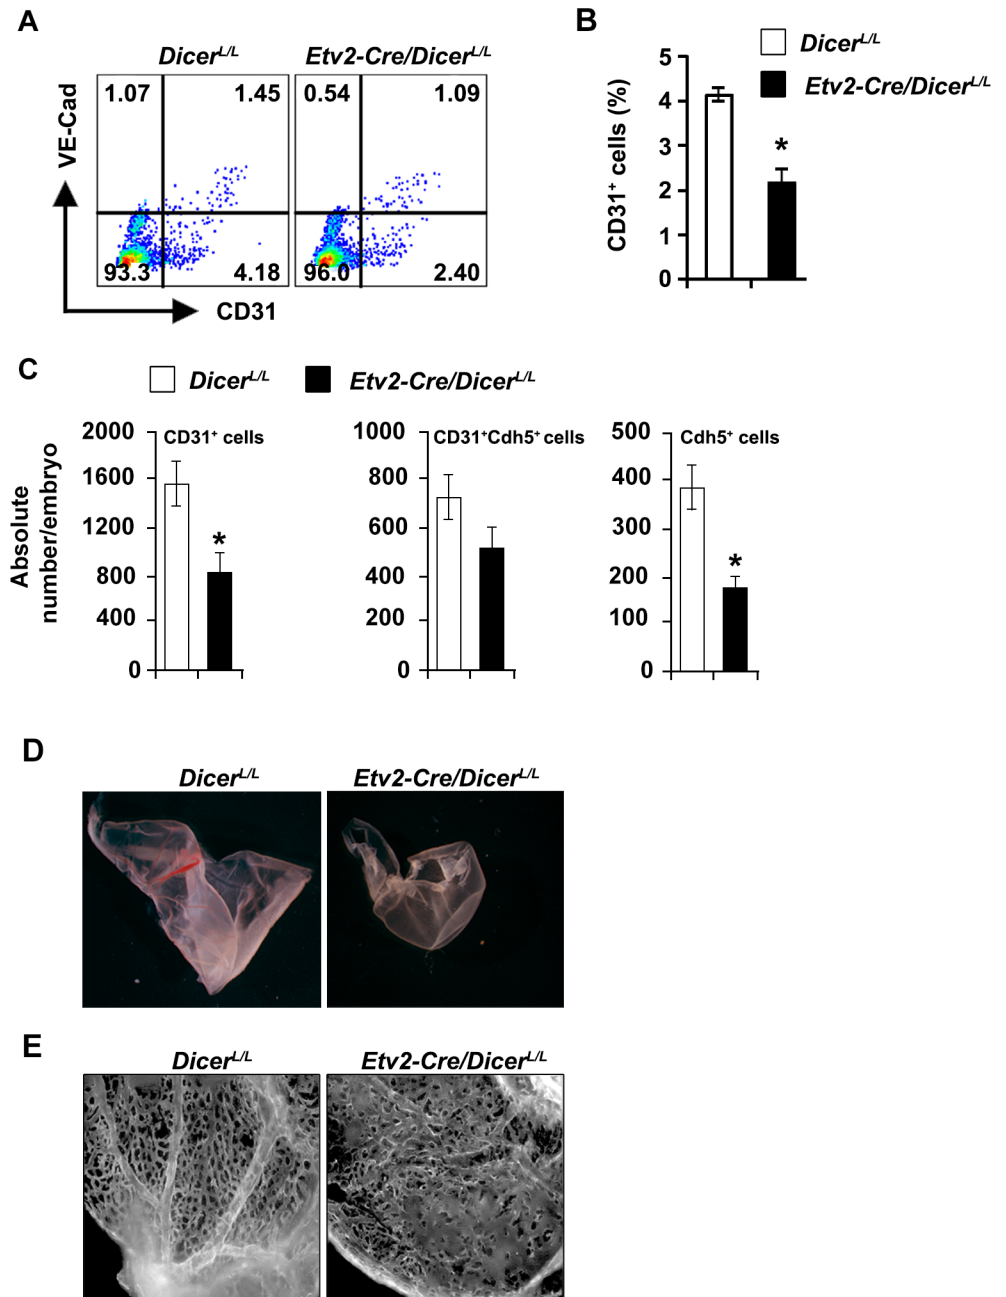 A
Dicer^L/L
Etv2-Cre/Dicer^L/L
VE-Cad
1.07 1.45
0.54 1.09
93.3 4.18
96.0 2.40
CD31
B
Dicer^L/L
Etv2-Cre/Dicer^L/L
CD31⁺ cells (%)
5
4
3
2
1
0
*
C
Dicer^L/L
Etv2-Cre/Dicer^L/L
Absolute
number/embryo
CD31⁺ cells
2000
1600
1200
800
400
0
*
CD31⁺Cdh5⁺ cells
1000
800
600
400
200
0
Cdh5⁺ cells
500
400
300
200
100
0
*
D
Dicer^L/L
Etv2-Cre/Dicer^L/L
E
Dicer^L/L
Etv2-Cre/Dicer^L/L